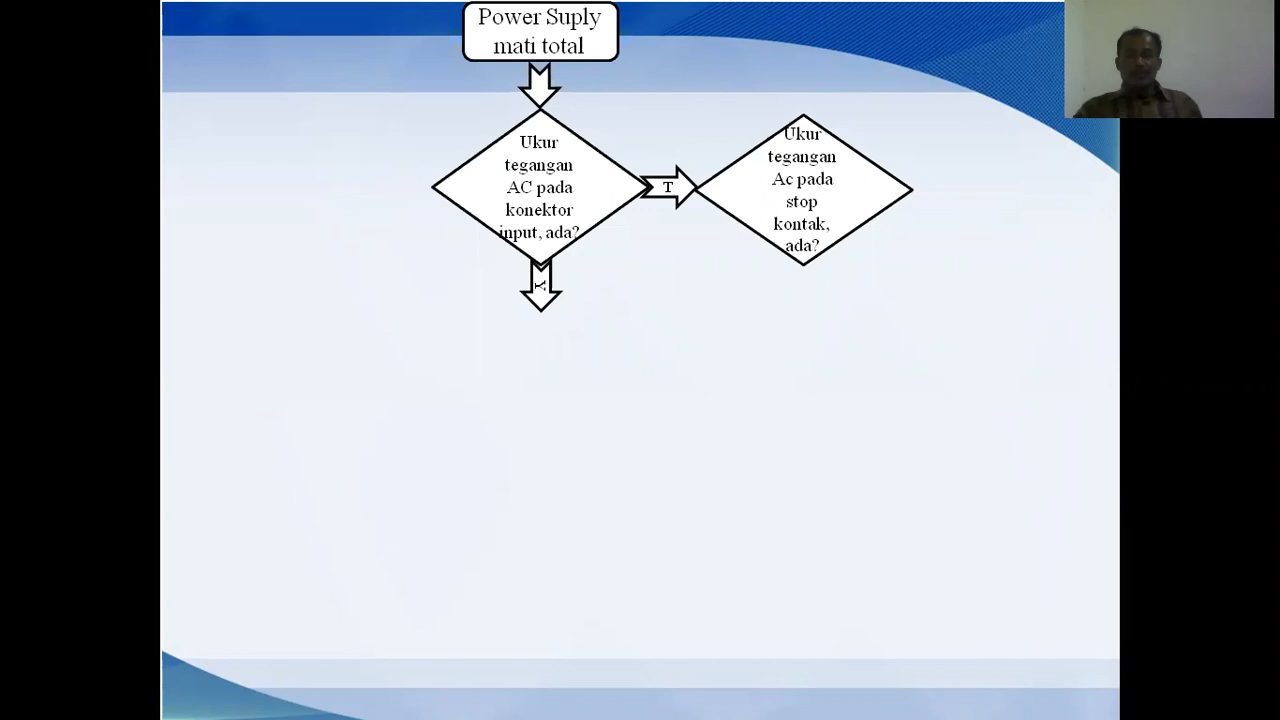 Power Suply
mati total
Ukur
tegangan
AC pada
konektor
input, ada?
T
Ukur
tegangan
Ac pada
stop
kontak,
ada?
Y